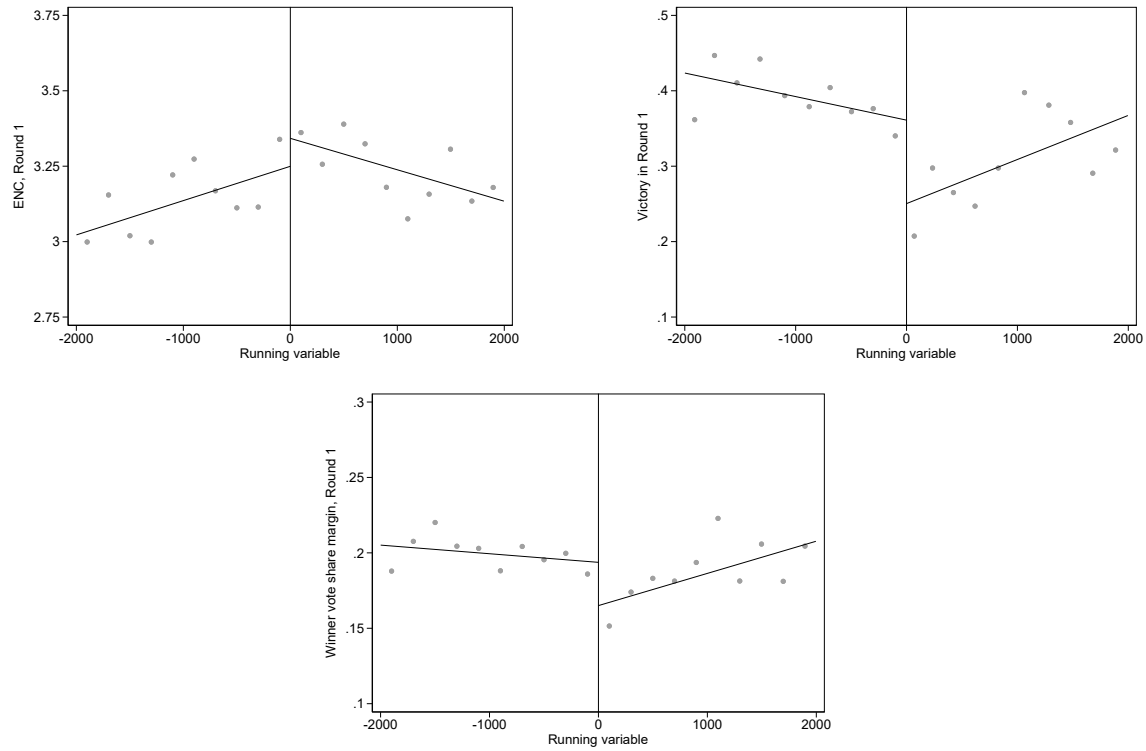 3.75
3.5
3.25
3
2.75
ENC, Round 1
-2000 -1000 0 1000 2000
Running variable
.5
.4
.3
.2
.1
Victory in Round 1
-2000 -1000 0 1000 2000
Running variable
.3
.25
.2
.15
.1
Winner vote share margin, Round 1
-2000 -1000 0 1000 2000
Running variable